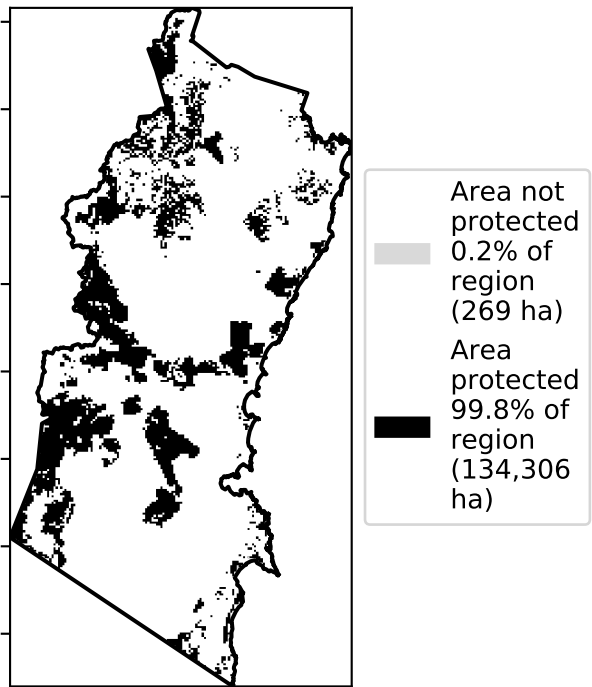 Area not
protected
0.2% of
region
(269 ha)
Area
protected
99.8% of
region
(134,306
ha)